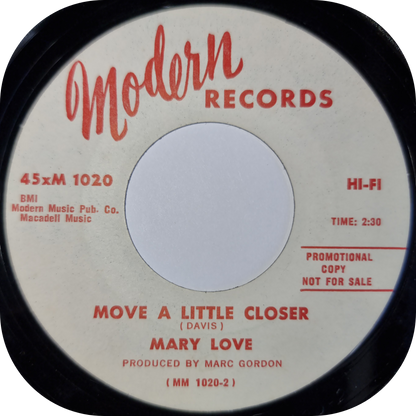 Modern
RECORDS
45xM 1020
HI-FI
BMI
Modern Music Pub. Co.
Macadell Music
TIME: 2:30
PROMOTIONAL
COPY
NOT FOR SALE
MOVE A LITTLE CLOSER
(DAVIS)
MARY LOVE
PRODUCED BY MARC GORDON
(MM 1020-2)